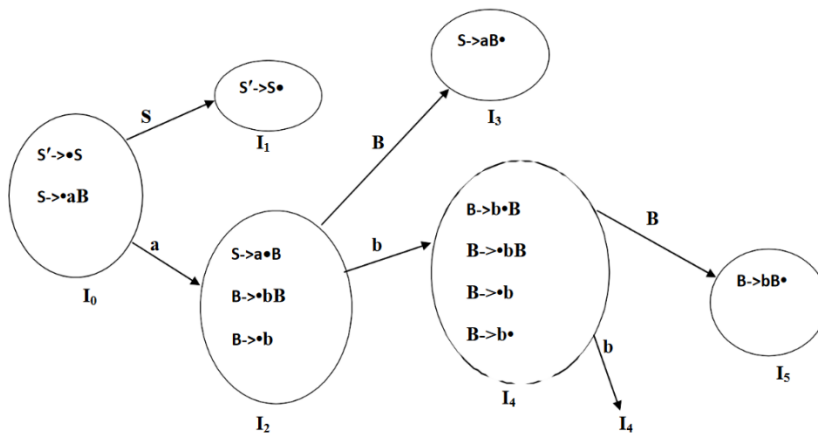 S->aB•
I3
S′->S•
I1
S
B
S′->•S
S->•aB
I0
a
S->a•B
B->•bB
B->•b
I2
b
B->b•B
B->•bB
B->•b
B->b•
I4
B
B->bB•
I5
b
I4